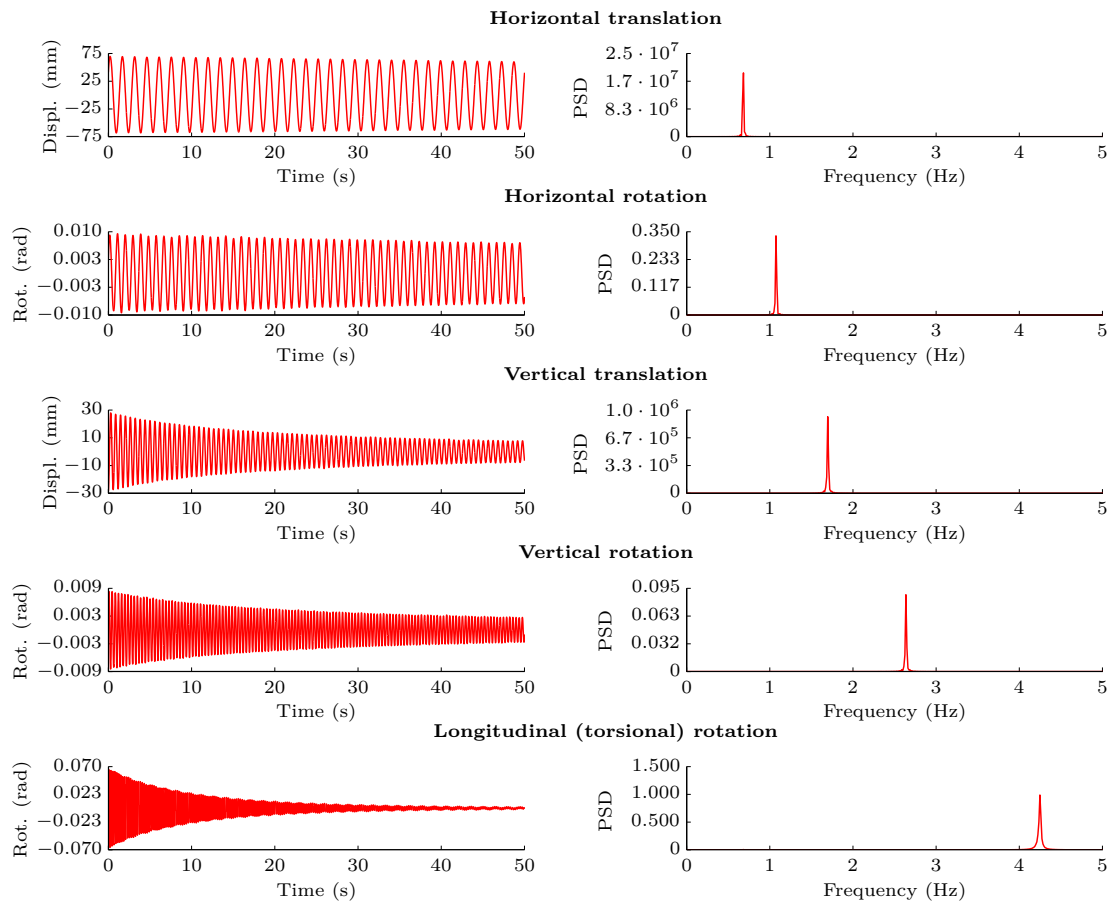 Horizontal translation
75
25
−25
−75
Displ. (mm)
0 10 20 30 40 50
Time (s)
2.5 · 10^7
1.7 · 10^7
8.3 · 10^6
0
PSD
0 1 2 3 4 5
Frequency (Hz)
Horizontal rotation
0.010
0.003
−0.003
−0.010
Rot. (rad)
0 10 20 30 40 50
Time (s)
0.350
0.233
0.117
0
PSD
0 1 2 3 4 5
Frequency (Hz)
Vertical translation
30
10
−10
−30
Displ. (mm)
0 10 20 30 40 50
Time (s)
1.0 · 10^6
6.7 · 10^5
3.3 · 10^5
0
PSD
0 1 2 3 4 5
Frequency (Hz)
Vertical rotation
0.009
0.003
−0.003
−0.009
Rot. (rad)
0 10 20 30 40 50
Time (s)
0.095
0.063
0.032
0
PSD
0 1 2 3 4 5
Frequency (Hz)
Longitudinal (torsional) rotation
0.070
0.023
−0.023
−0.070
Rot. (rad)
0 10 20 30 40 50
Time (s)
1.500
1.000
0.500
0
PSD
0 1 2 3 4 5
Frequency (Hz)